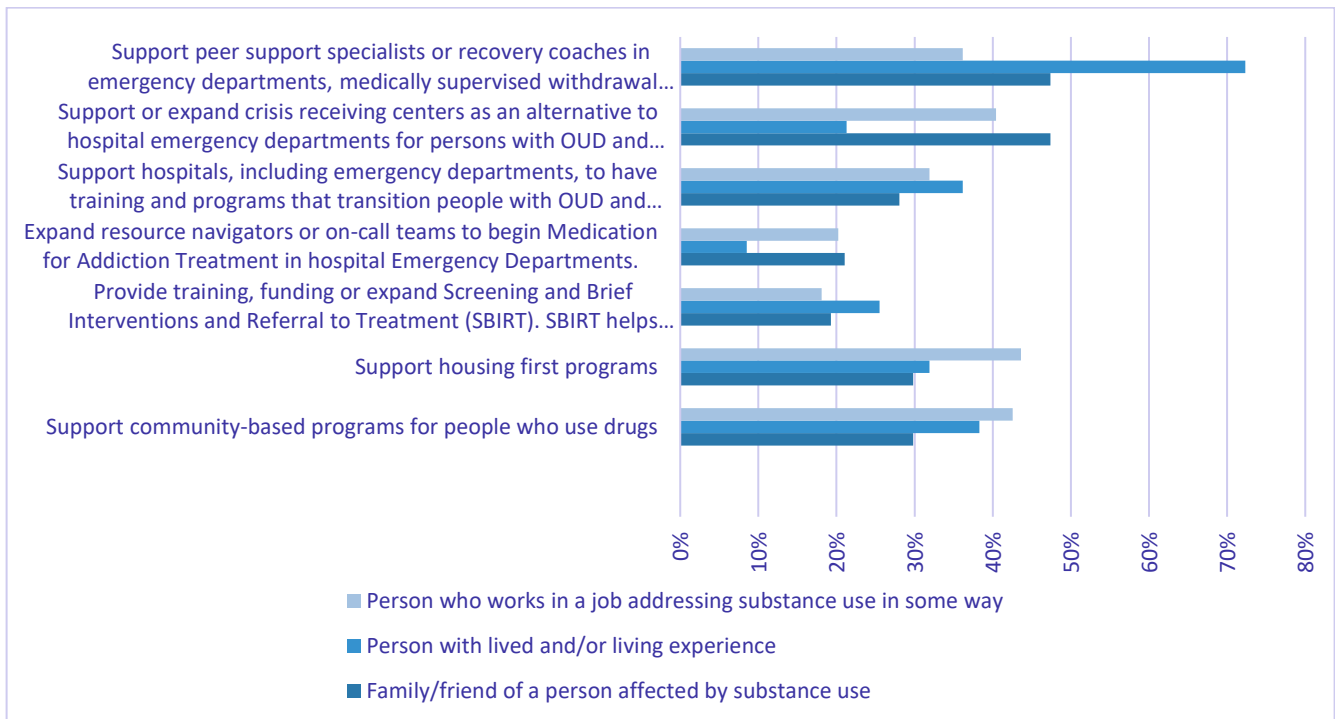 Support peer support specialists or recovery coaches in
emergency departments, medically supervised withdrawal...
Support or expand crisis receiving centers as an alternative to
hospital emergency departments for persons with OUD and...
Support hospitals, including emergency departments, to have
training and programs that transition people with OUD and...
Expand resource navigators or on-call teams to begin Medication
for Addiction Treatment in hospital Emergency Departments.
Provide training, funding or expand Screening and Brief
Interventions and Referral to Treatment (SBIRT). SBIRT helps...
Support housing first programs
Support community-based programs for people who use drugs
0%
10%
20%
30%
40%
50%
60%
70%
80%
Person who works in a job addressing substance use in some way
Person with lived and/or living experience
Family/friend of a person affected by substance use